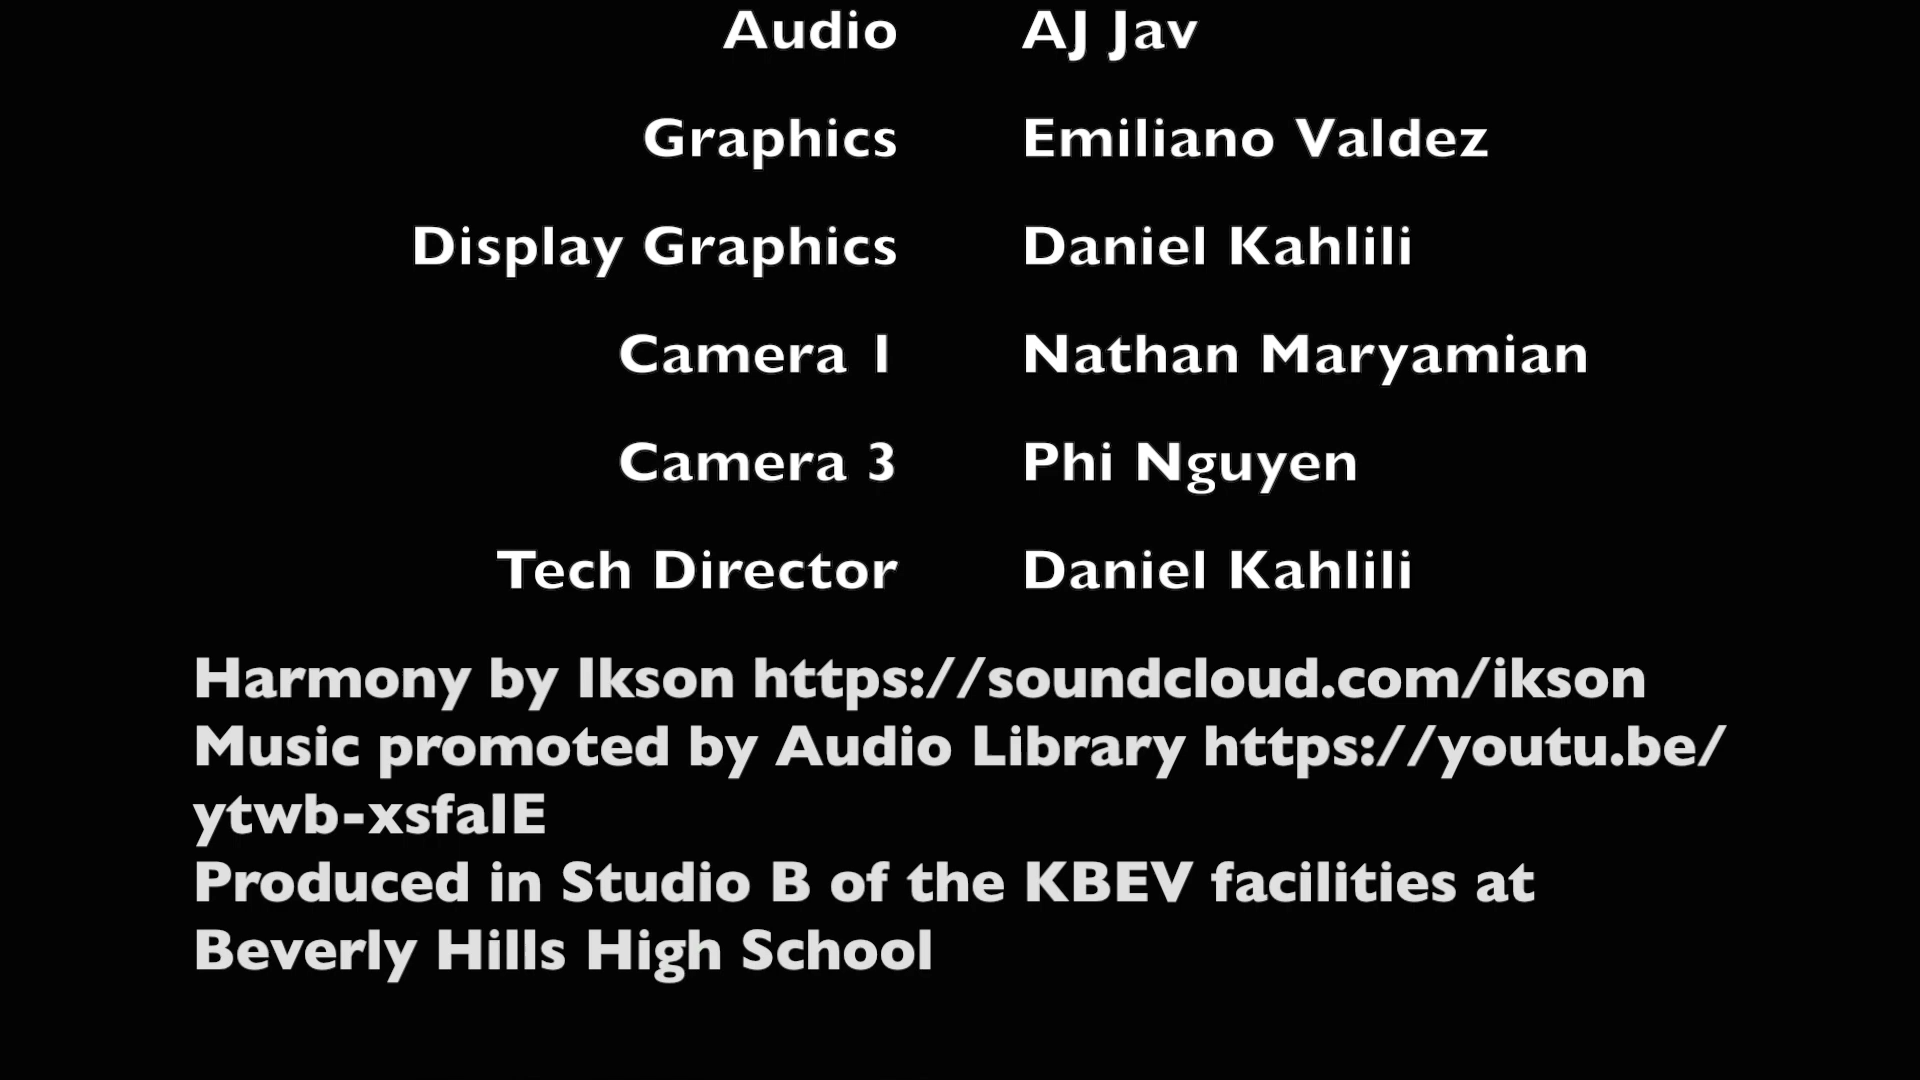 Audio AJ Jav
Graphics Emiliano Valdez
Display Graphics Daniel Kahlili
Camera 1 Nathan Maryamian
Camera 3 Phi Nguyen
Tech Director Daniel Kahlili
Harmony by Ikson https://soundcloud.com/ikson
Music promoted by Audio Library https://youtu.be/
ytwb-xsfaIE
Produced in Studio B of the KBEV facilities at
Beverly Hills High School